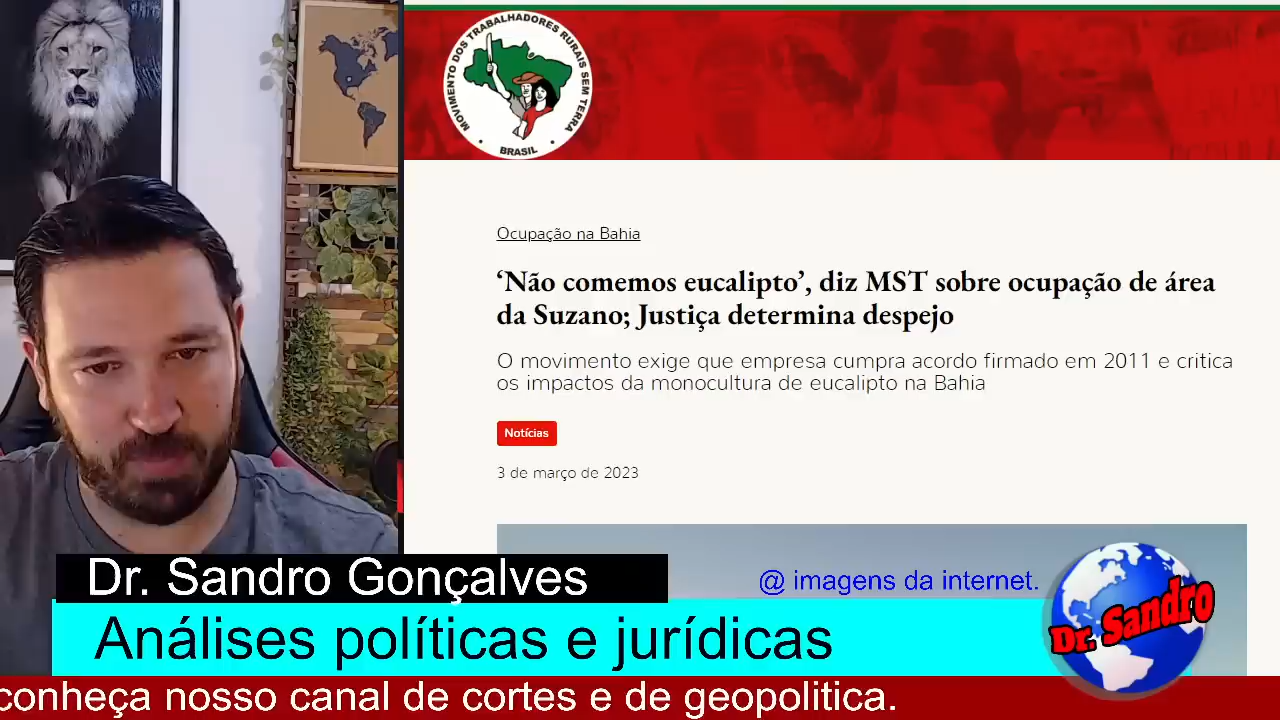 MOVIMENTO DOS TRABALHADORES RURAIS SEM TERRA
· BRASIL ·
Ocupação na Bahia
‘Não comemos eucalipto’, diz MST sobre ocupação de área
da Suzano; Justiça determina despejo
O movimento exige que empresa cumpra acordo firmado em 2011 e critica
os impactos da monocultura de eucalipto na Bahia
Notícias
3 de março de 2023
Dr. Sandro Gonçalves
@ imagens da internet.
Análises políticas e jurídicas
Dr. Sandro
conheça nosso canal de cortes e de geopolitica.